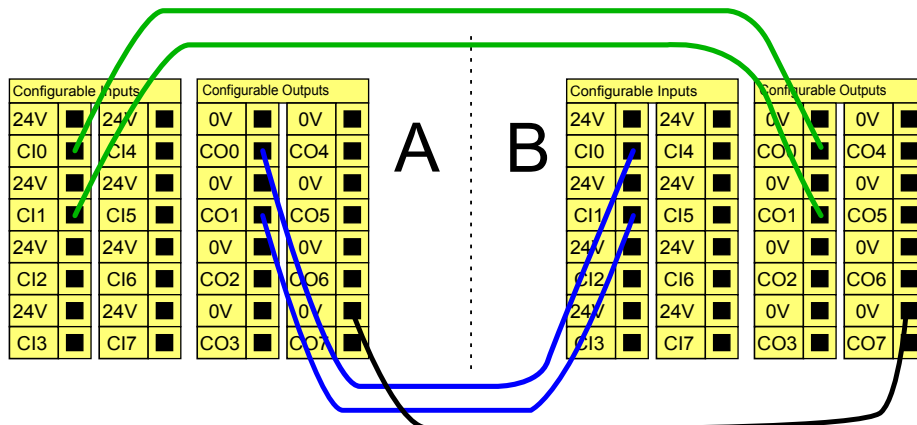 Configurable Inputs
24V 24V
CI0 CI4
24V 24V
CI1 CI5
24V 24V
CI2 CI6
24V 24V
CI3 CI7
Configurable Outputs
0V 0V
CO0 CO4
0V 0V
CO1 CO5
0V 0V
CO2 CO6
0V 0V
CO3 CO7
A
B
Configurable Inputs
24V 24V
CI0 CI4
24V 24V
CI1 CI5
24V 24V
CI2 CI6
24V 24V
CI3 CI7
Configurable Outputs
0V 0V
CO0 CO4
0V 0V
CO1 CO5
0V 0V
CO2 CO6
0V 0V
CO3 CO7